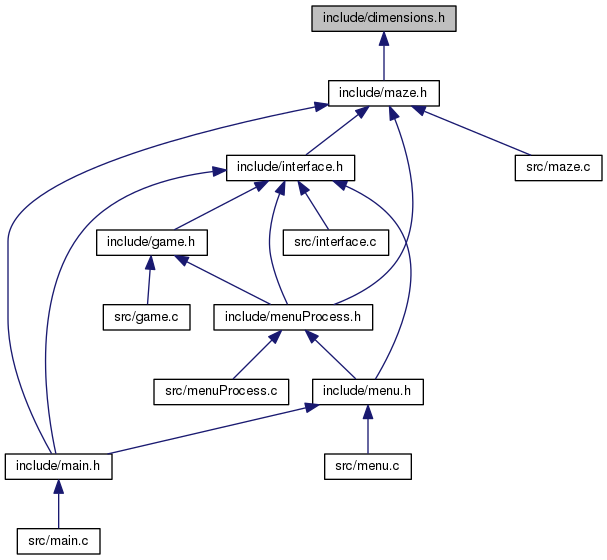 include/dimensions.h
include/maze.h
include/interface.h
src/maze.c
include/game.h
src/interface.c
src/game.c
include/menuProcess.h
src/menuProcess.c
include/menu.h
include/main.h
src/menu.c
src/main.c